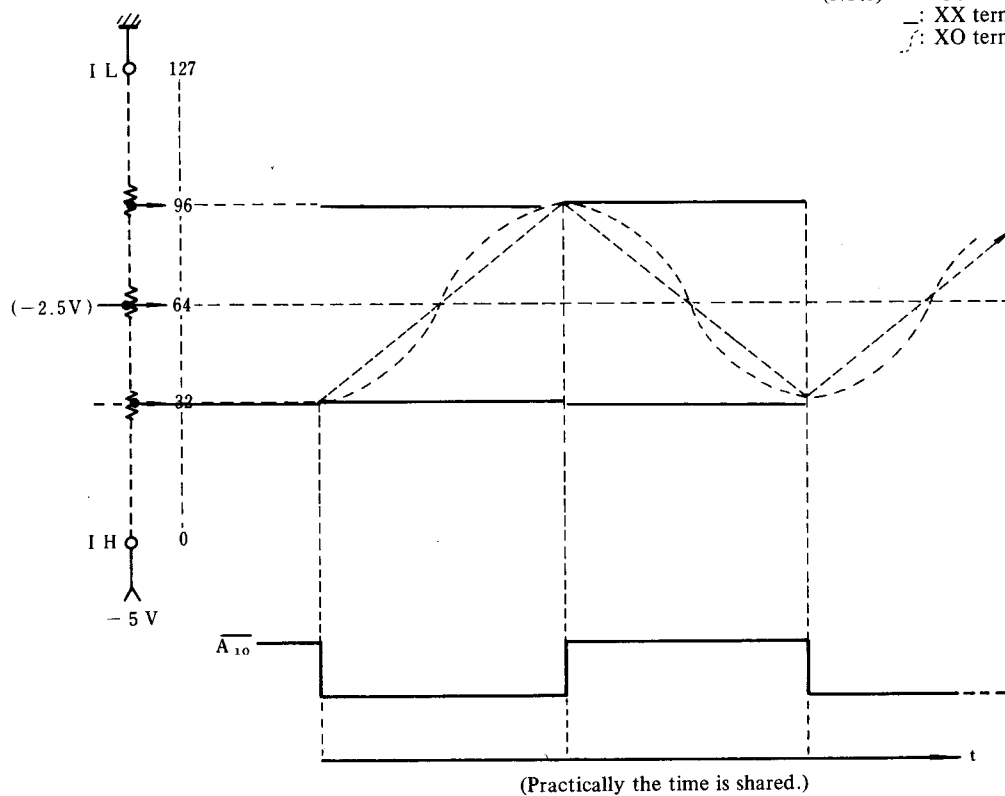 _: XX term
XO term
I L 127
96
(−2.5V) 64
32
I H 0
− 5 V
A₁₀
t
(Practically the time is shared.)